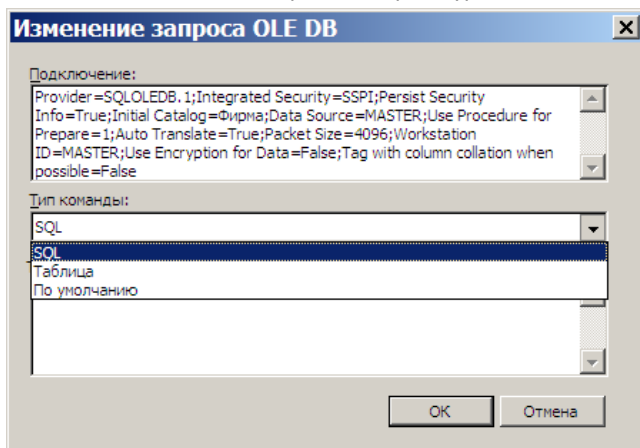 Изменение запроса OLE DB
Подключение:
Provider=SQLOLEDB.1;Integrated Security=SSPI;Persist Security
Info=True;Initial Catalog=Фирма;Data Source=MASTER;Use Procedure for
Prepare=1;Auto Translate=True;Packet Size=4096;Workstation
ID=MASTER;Use Encryption for Data=False;Tag with column collation when
possible=False
Тип команды:
SQL
SQL
Таблица
По умолчанию
ОК
Отмена